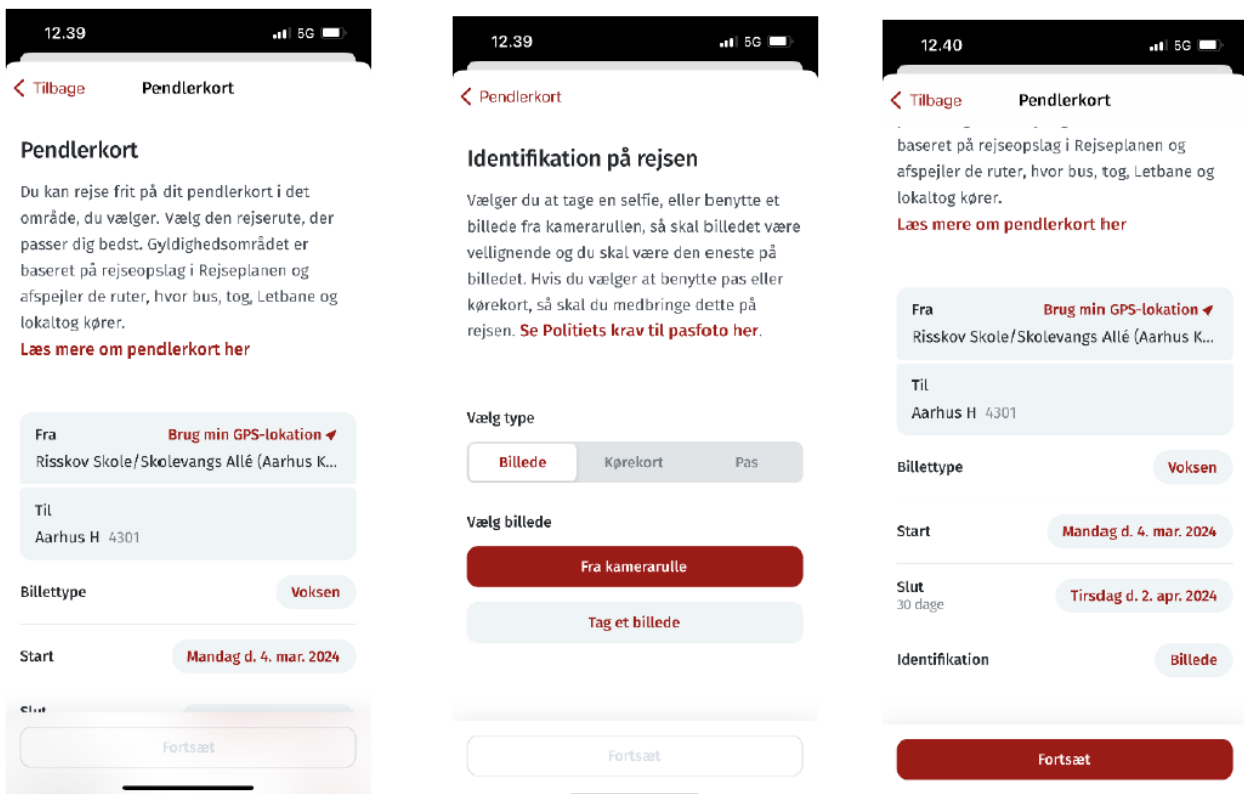 12.39
5G
Tilbage
Pendlerkort
Pendlerkort
Du kan rejse frit på dit pendlerkort i det
område, du vælger. Vælg den rejserute, der
passer dig bedst. Gyldighedsområdet er
baseret på rejseopslag i Rejseplanen og
afspejler de ruter, hvor bus, tog, Letbane og
lokaltog kører.
Læs mere om pendlerkort her
Fra
Brug min GPS-lokation
Risskov Skole/Skolevangs Allé (Aarhus K...
Til
Aarhus H 4301
Billettype
Voksen
Start
Mandag d. 4. mar. 2024
Slut
Fortsæt
12.39
5G
Pendlerkort
Identifikation på rejsen
Vælger du at tage en selfie, eller benytte et
billede fra kamerarullen, så skal billedet være
vellignende og du skal være den eneste på
billedet. Hvis du vælger at benytte pas eller
kørekort, så skal du medbringe dette på
rejsen. Se Politiets krav til pasfoto her.
Vælg type
Billede
Kørekort
Pas
Vælg billede
Fra kamerarulle
Tag et billede
Fortsæt
12.40
5G
Tilbage
Pendlerkort
baseret på rejseopslag i Rejseplanen og
afspejler de ruter, hvor bus, tog, Letbane og
lokaltog kører.
Læs mere om pendlerkort her
Fra
Brug min GPS-lokation
Risskov Skole/Skolevangs Allé (Aarhus K...
Til
Aarhus H 4301
Billettype
Voksen
Start
Mandag d. 4. mar. 2024
Slut
30 dage
Tirsdag d. 2. apr. 2024
Identifikation
Billede
Fortsæt